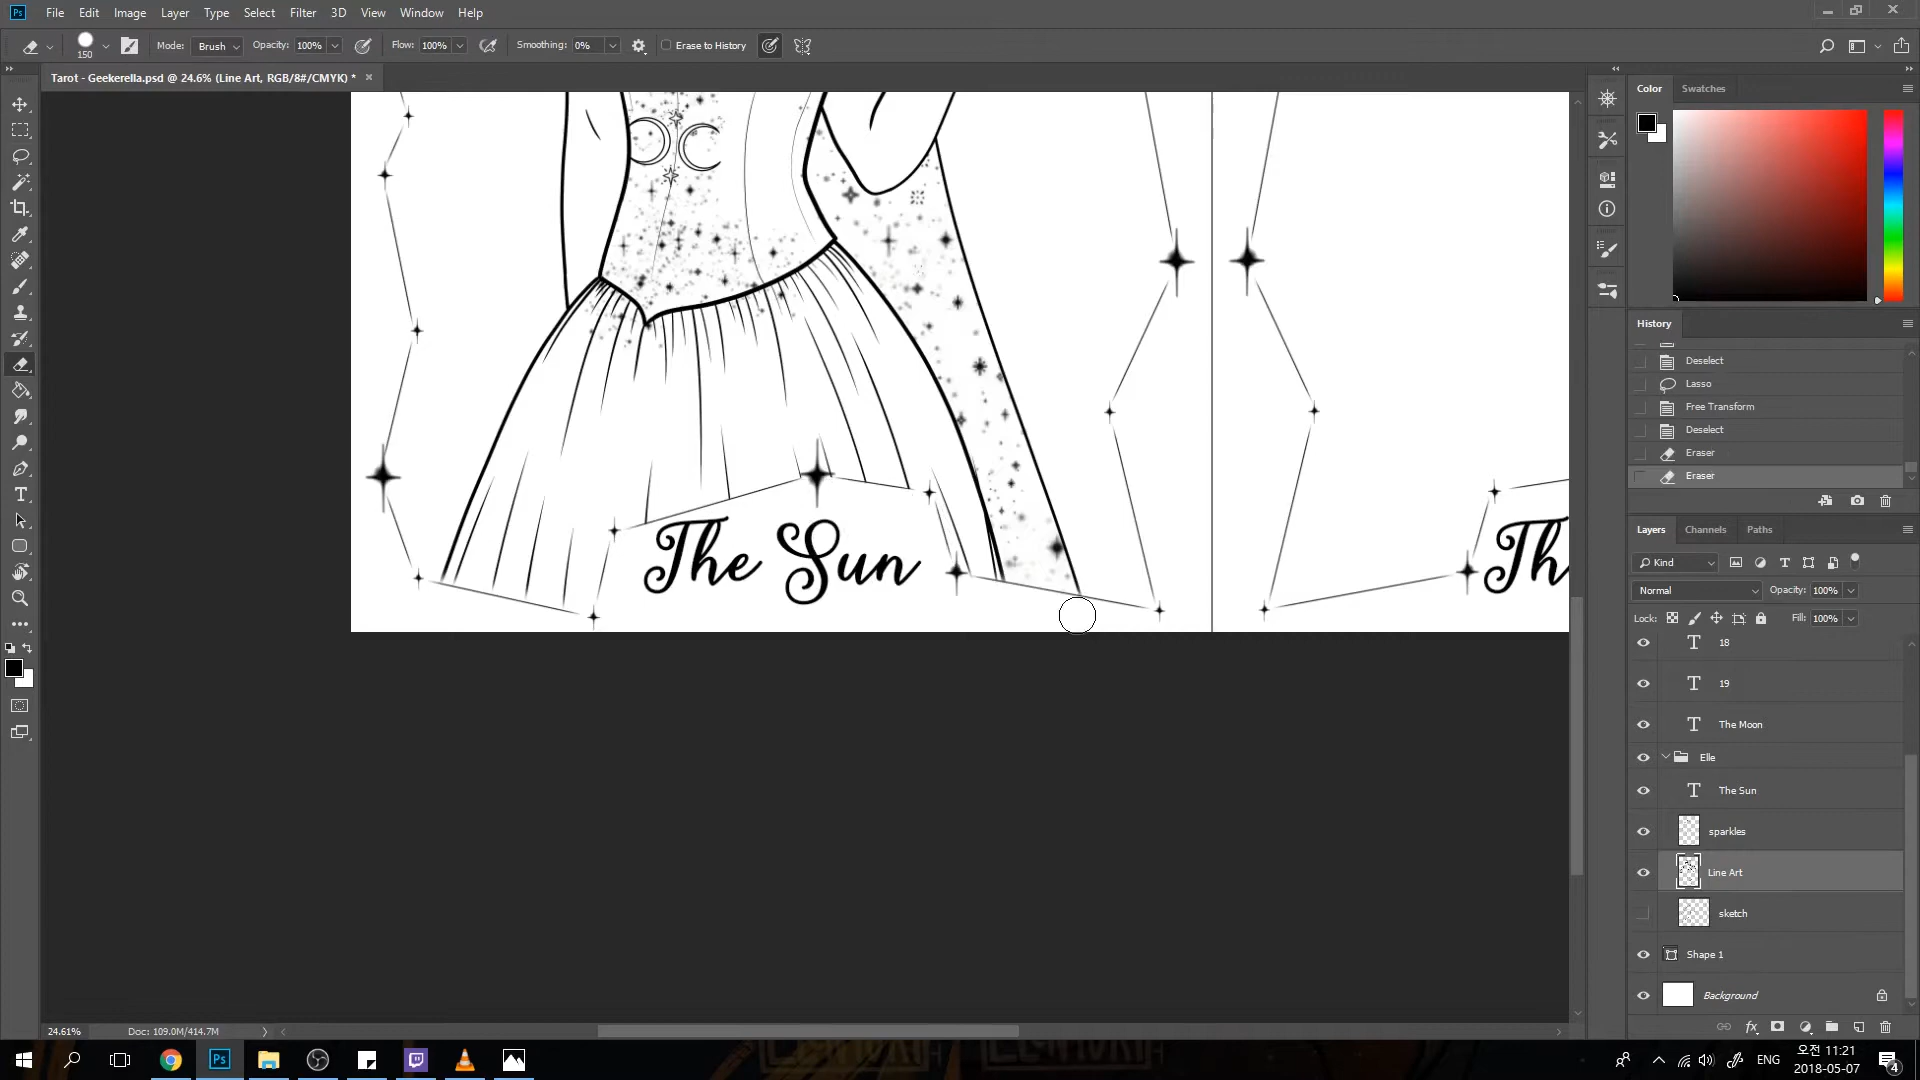 Ps File Edit Image Layer Type Select Filter 3D View Window Help
150 Mode: Brush Opacity: 100% Flow: 100% Smoothing: 0% Erase to History
Tarot - Geekerella.psd @ 24.6% (Line Art, RGB/8#/CMYK) * ×
Color Swatches
History
Deselect
Lasso
Free Transform
Deselect
Eraser
Eraser
Layers Channels Paths
Kind
Normal Opacity: 100%
Lock: Fill: 100%
T 18
T 19
T The Moon
Elle
T The Sun
sparkles
Line Art
sketch
Shape 1
Background
The Sun
Th
24.61% Doc: 109.0M/414.7M
Ps ENG 오전 11:21
2018-05-07 4